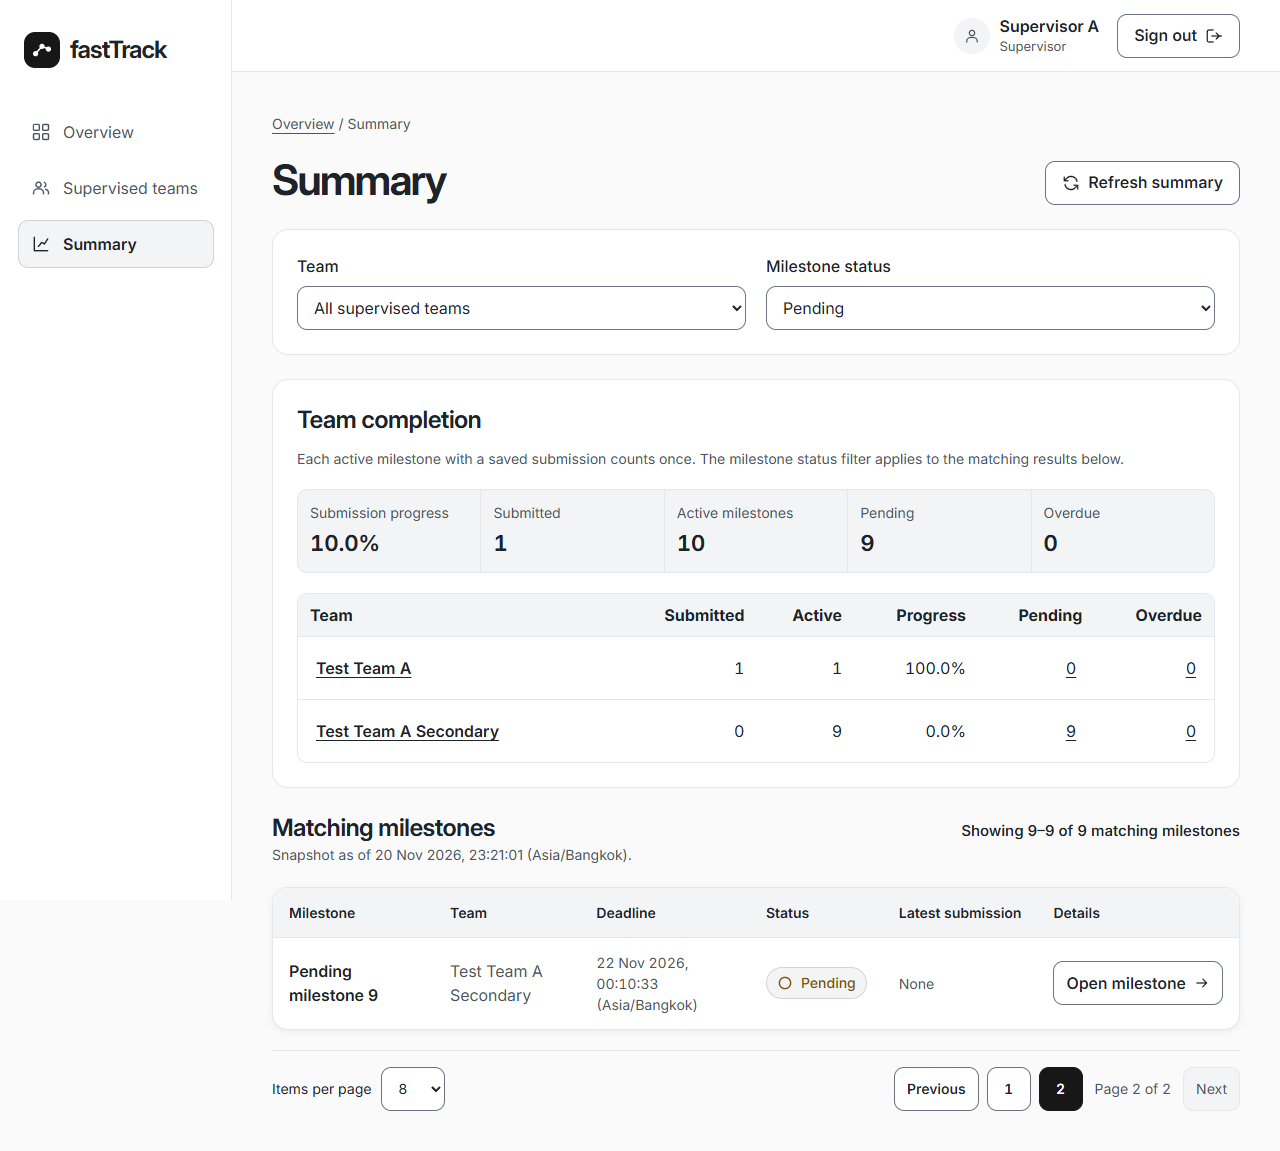 fastTrack
Supervisor A
Supervisor
Sign out
Overview
Supervised teams
Summary
Overview / Summary
Summary
Refresh summary
Team
Milestone status
All supervised teams
Pending
Team completion
Each active milestone with a saved submission counts once. The milestone status filter applies to the matching results below.
Submission progress
Submitted
Active milestones
Pending
Overdue
10.0%
1
10
9
0
Team Submitted Active Progress Pending Overdue
Test Team A 1 1 100.0% 0 0
Test Team A Secondary 0 9 0.0% 9 0
Matching milestones
Showing 9–9 of 9 matching milestones
Snapshot as of 20 Nov 2026, 23:21:01 (Asia/Bangkok).
Milestone Team Deadline Status Latest submission Details
Pending
milestone 9
Test Team A
Secondary
22 Nov 2026,
00:10:33
(Asia/Bangkok)
Pending
None
Open milestone
Items per page 8
Previous 1 2 Page 2 of 2 Next